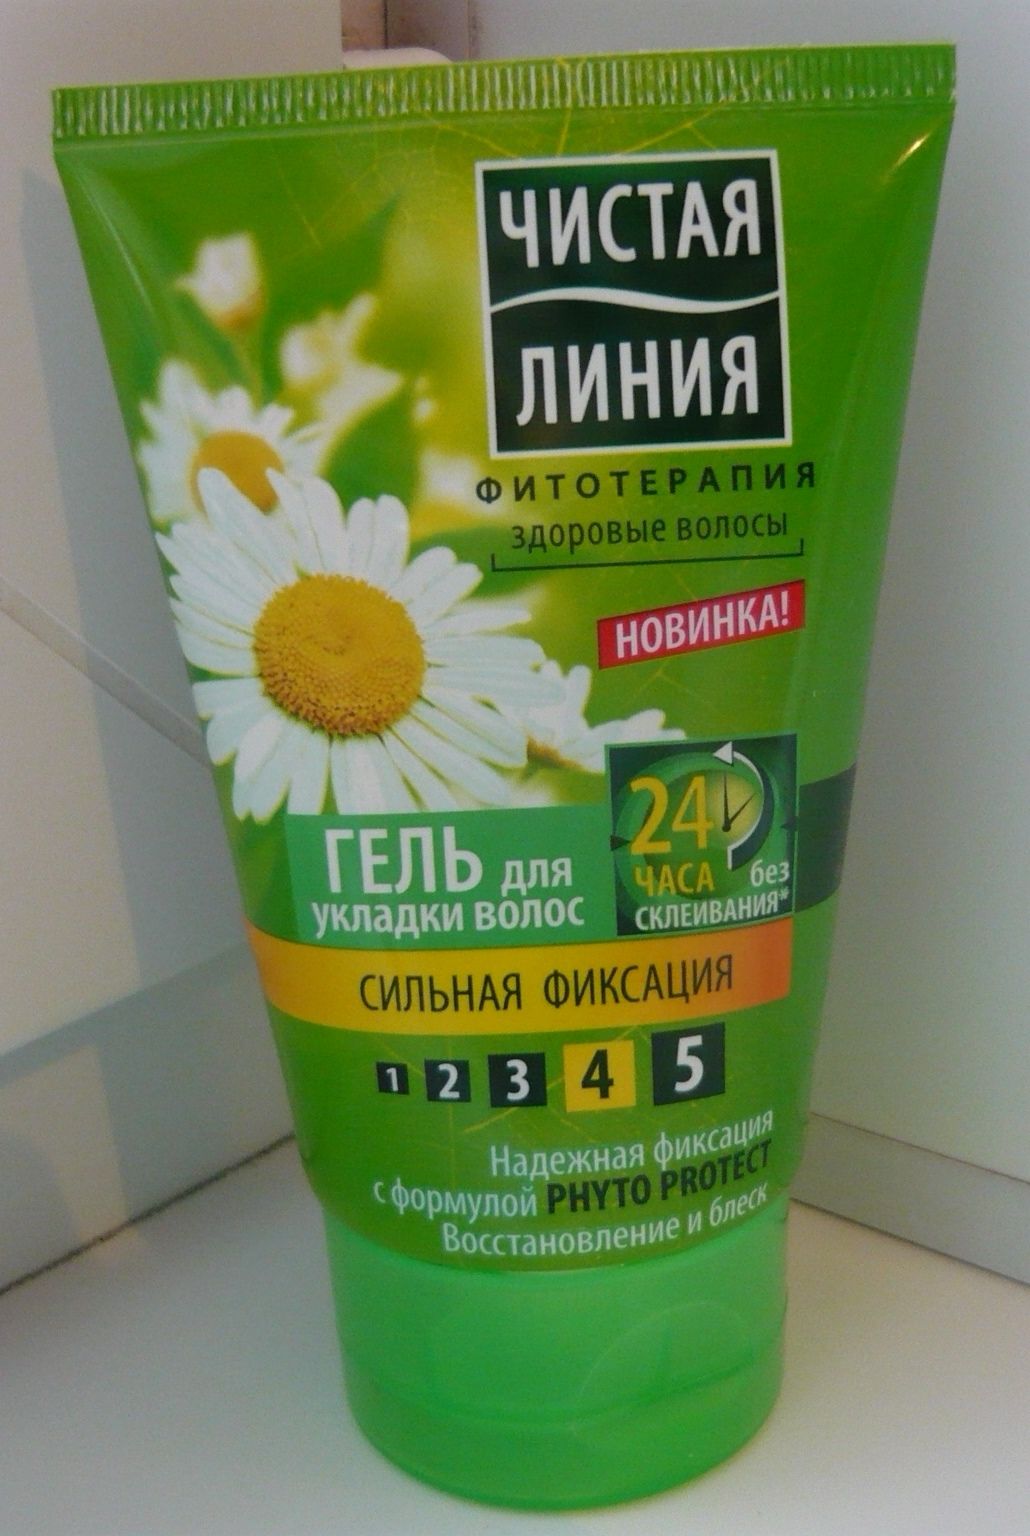 ЧИСТАЯ
ЛИНИЯ
ФИТОТЕРАПИЯ
здоровые волосы
НОВИНКА!
24
ЧАСА без
СКЛЕИВАНИЯ*
ГЕЛЬ для
укладки волос
СИЛЬНАЯ ФИКСАЦИЯ
1 2 3 4 5
Надежная фиксация
с формулой PHYTO PROTECT
Восстановление и блеск